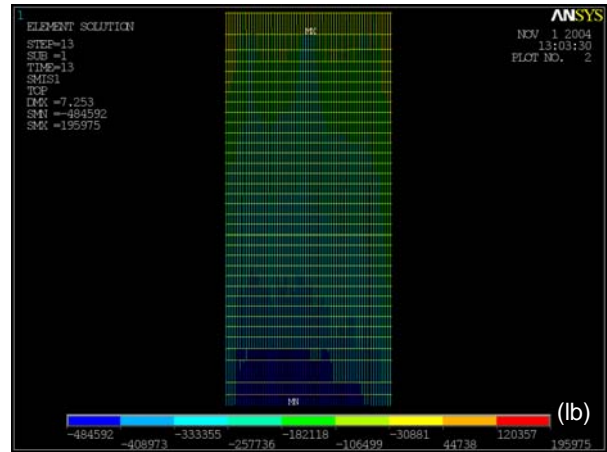 1
ELEMENT SOLUTION
STEP=13
SUB =1
TIME=13
SMIS1
TOP
DMX =7.253
SMN =-484592
SMX =195975
ANSYS
NOV 1 2004
13:03:30
PLOT NO. 2
MX
MN
(lb)
-484592 -333355 -182118 -30881 120357
-408973 -257736 -106499 44738 195975